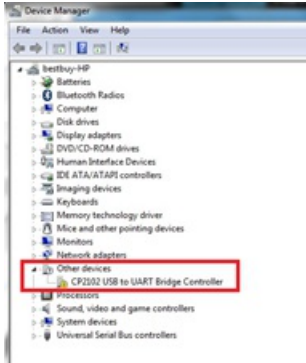 Device Manager
File Action View Help
bestbuy-HP
Batteries
Bluetooth Radios
Computer
Disk drives
Display adapters
DVD/CD-ROM drives
Human Interface Devices
IDE ATA/ATAPI controllers
Imaging devices
Keyboards
Memory technology driver
Mice and other pointing devices
Monitors
Network adapters
Other devices
CP2102 USB to UART Bridge Controller
Processors
Sound, video and game controllers
System devices
Universal Serial Bus controllers